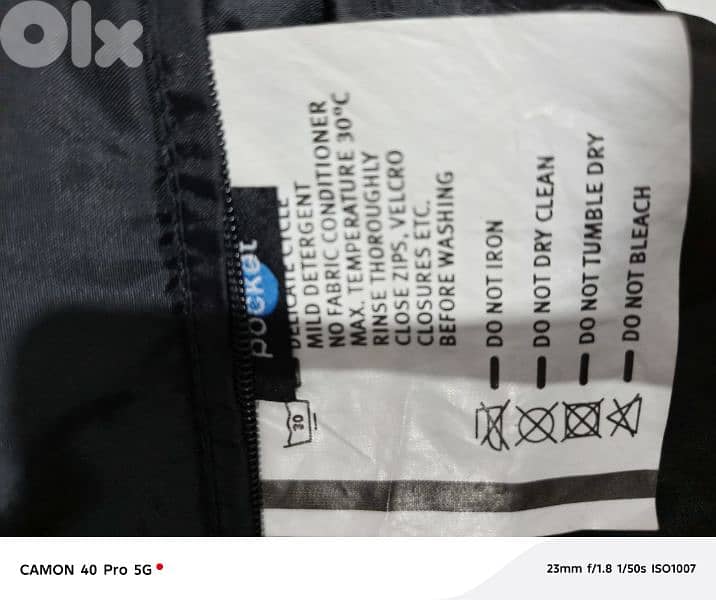 Olx
pocket
DELICATE CYCLE
MILD DETERGENT
NO FABRIC CONDITIONER
MAX. TEMPERATURE 30°C
RINSE THOROUGHLY
CLOSE ZIPS, VELCRO
CLOSURES ETC.
BEFORE WASHING
30
– DO NOT IRON
– DO NOT DRY CLEAN
– DO NOT TUMBLE DRY
– DO NOT BLEACH
CAMON 40 Pro 5G
23mm f/1.8 1/50s ISO1007